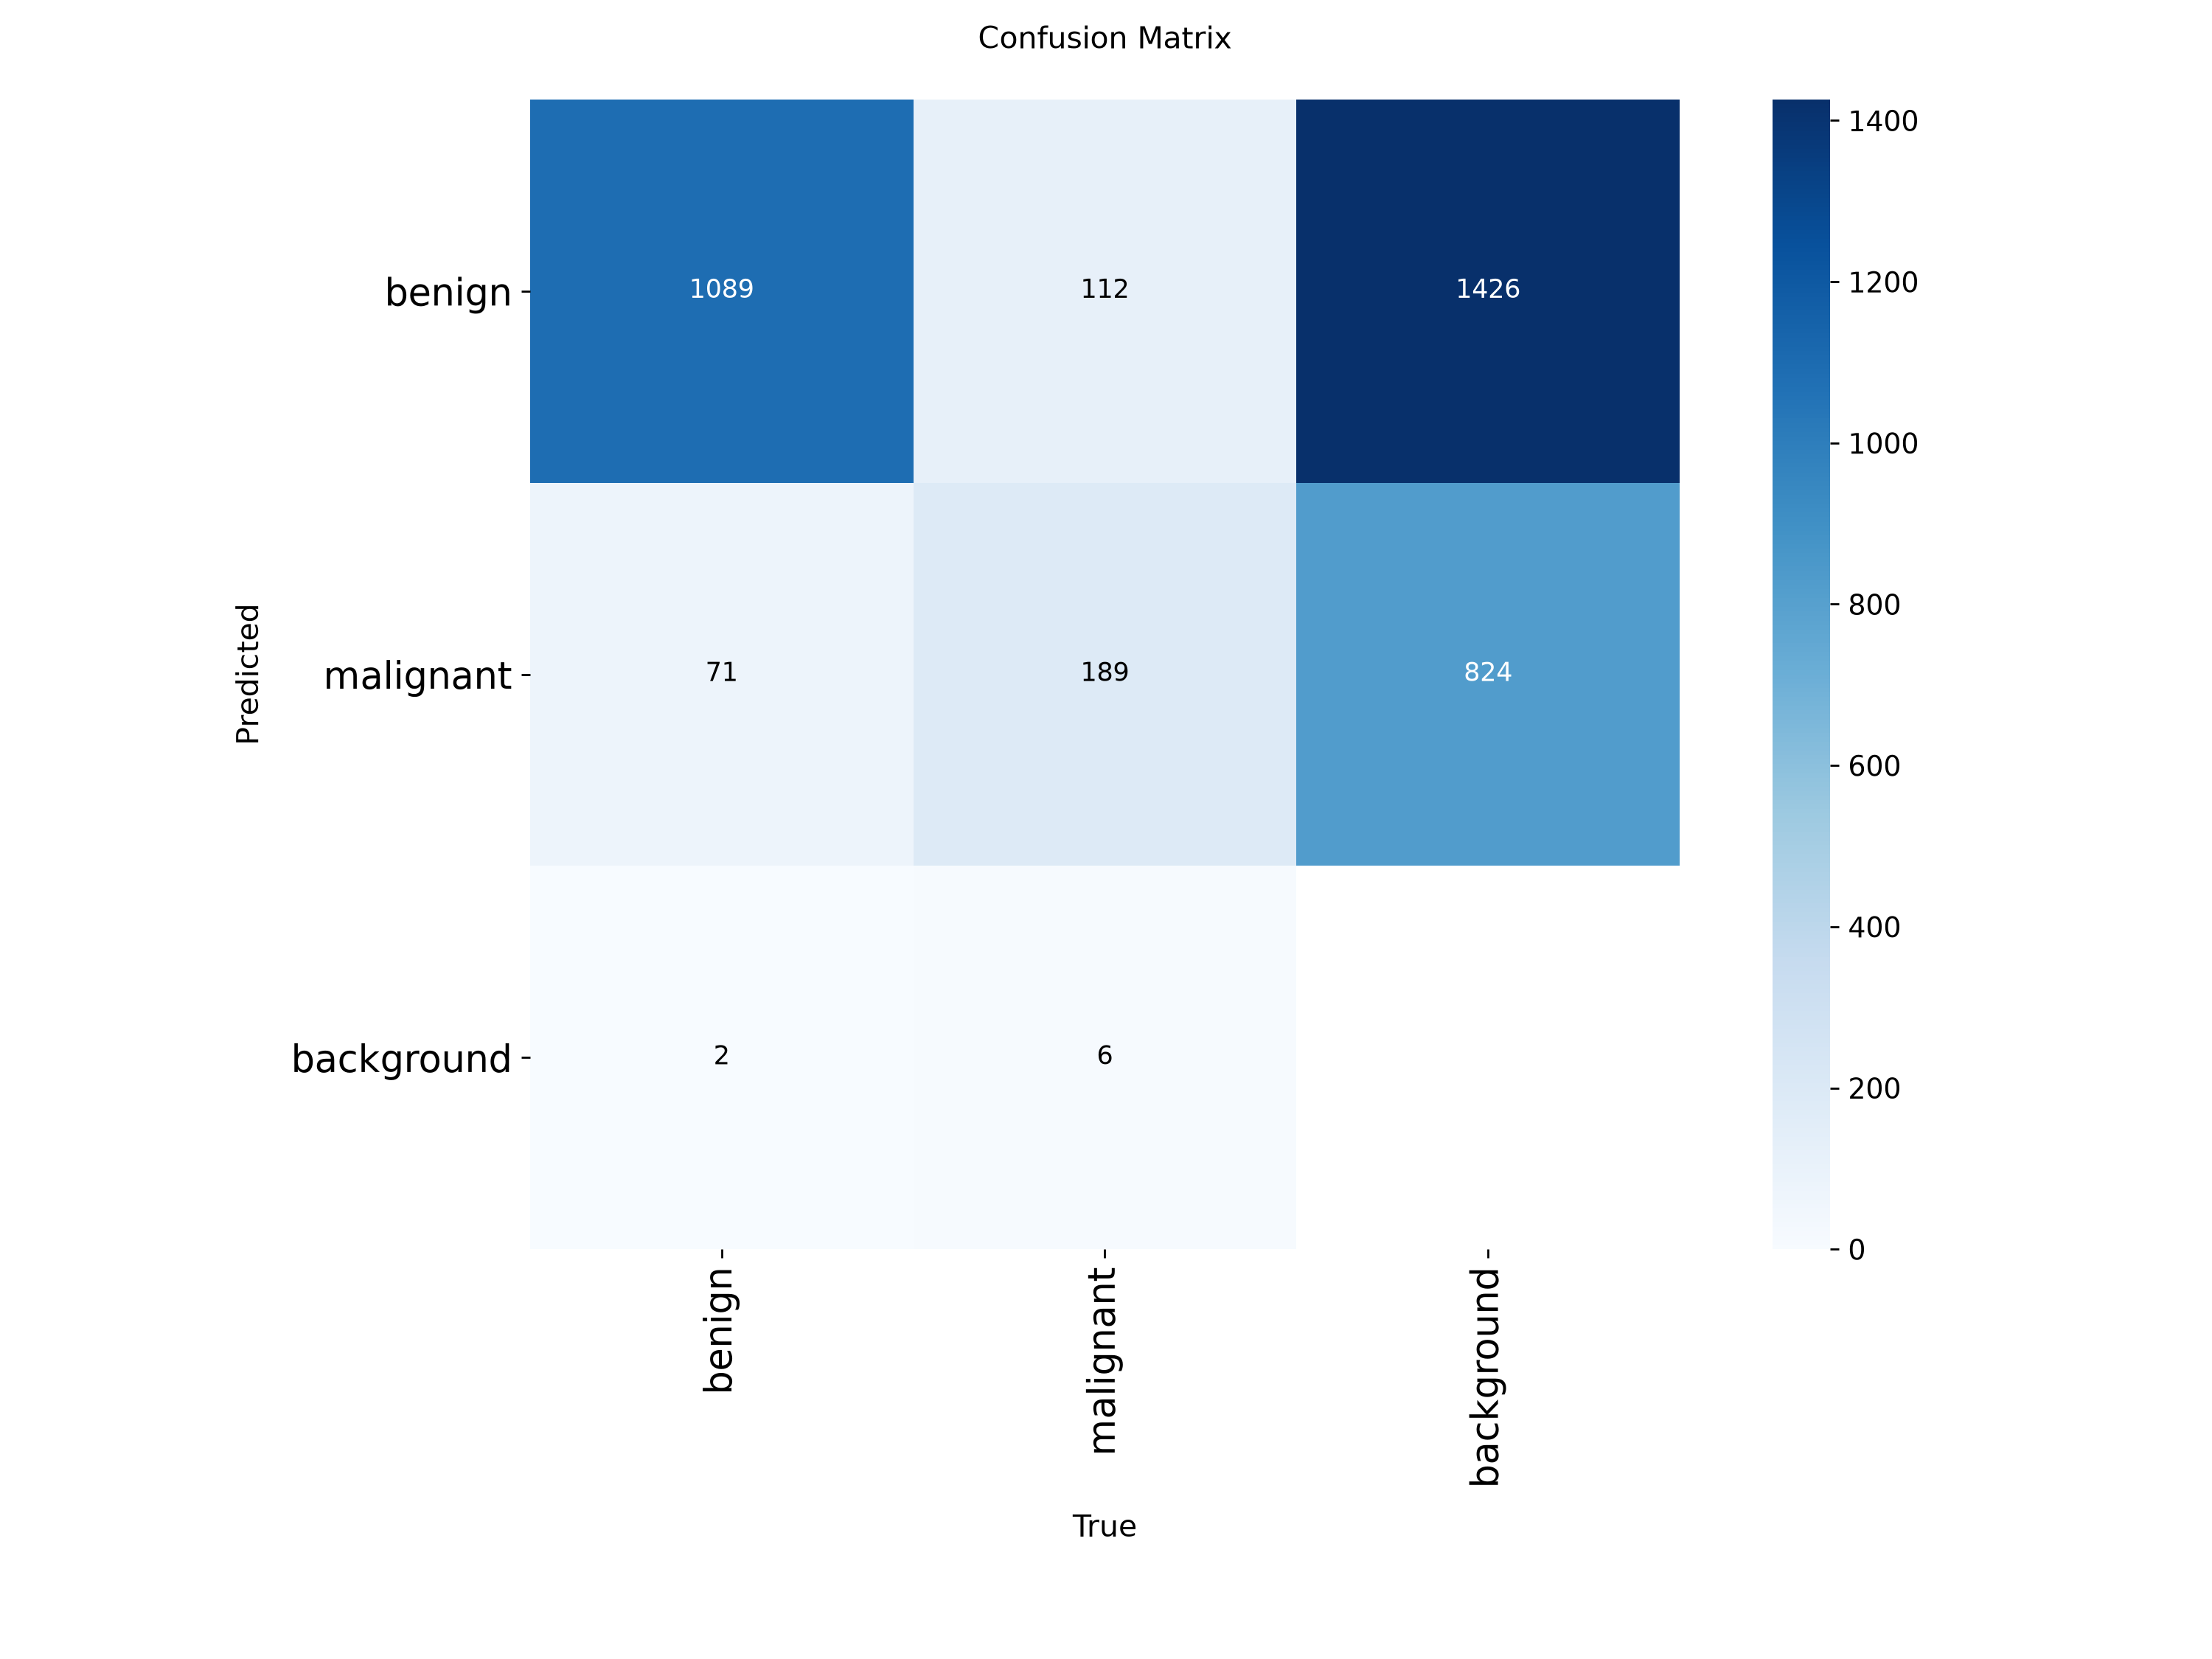 Confusion Matrix
Predicted
benign
1089
112
1426
malignant
71
189
824
background
2
6
benign
malignant
background
True
1400
1200
1000
800
600
400
200
0